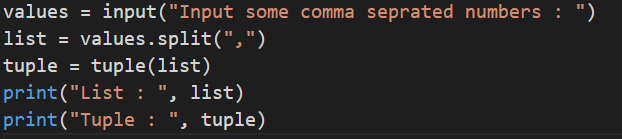 values = input("Input some comma seprated numbers : ")
list = values.split(",")
tuple = tuple(list)
print("List : ", list)
print("Tuple : ", tuple)